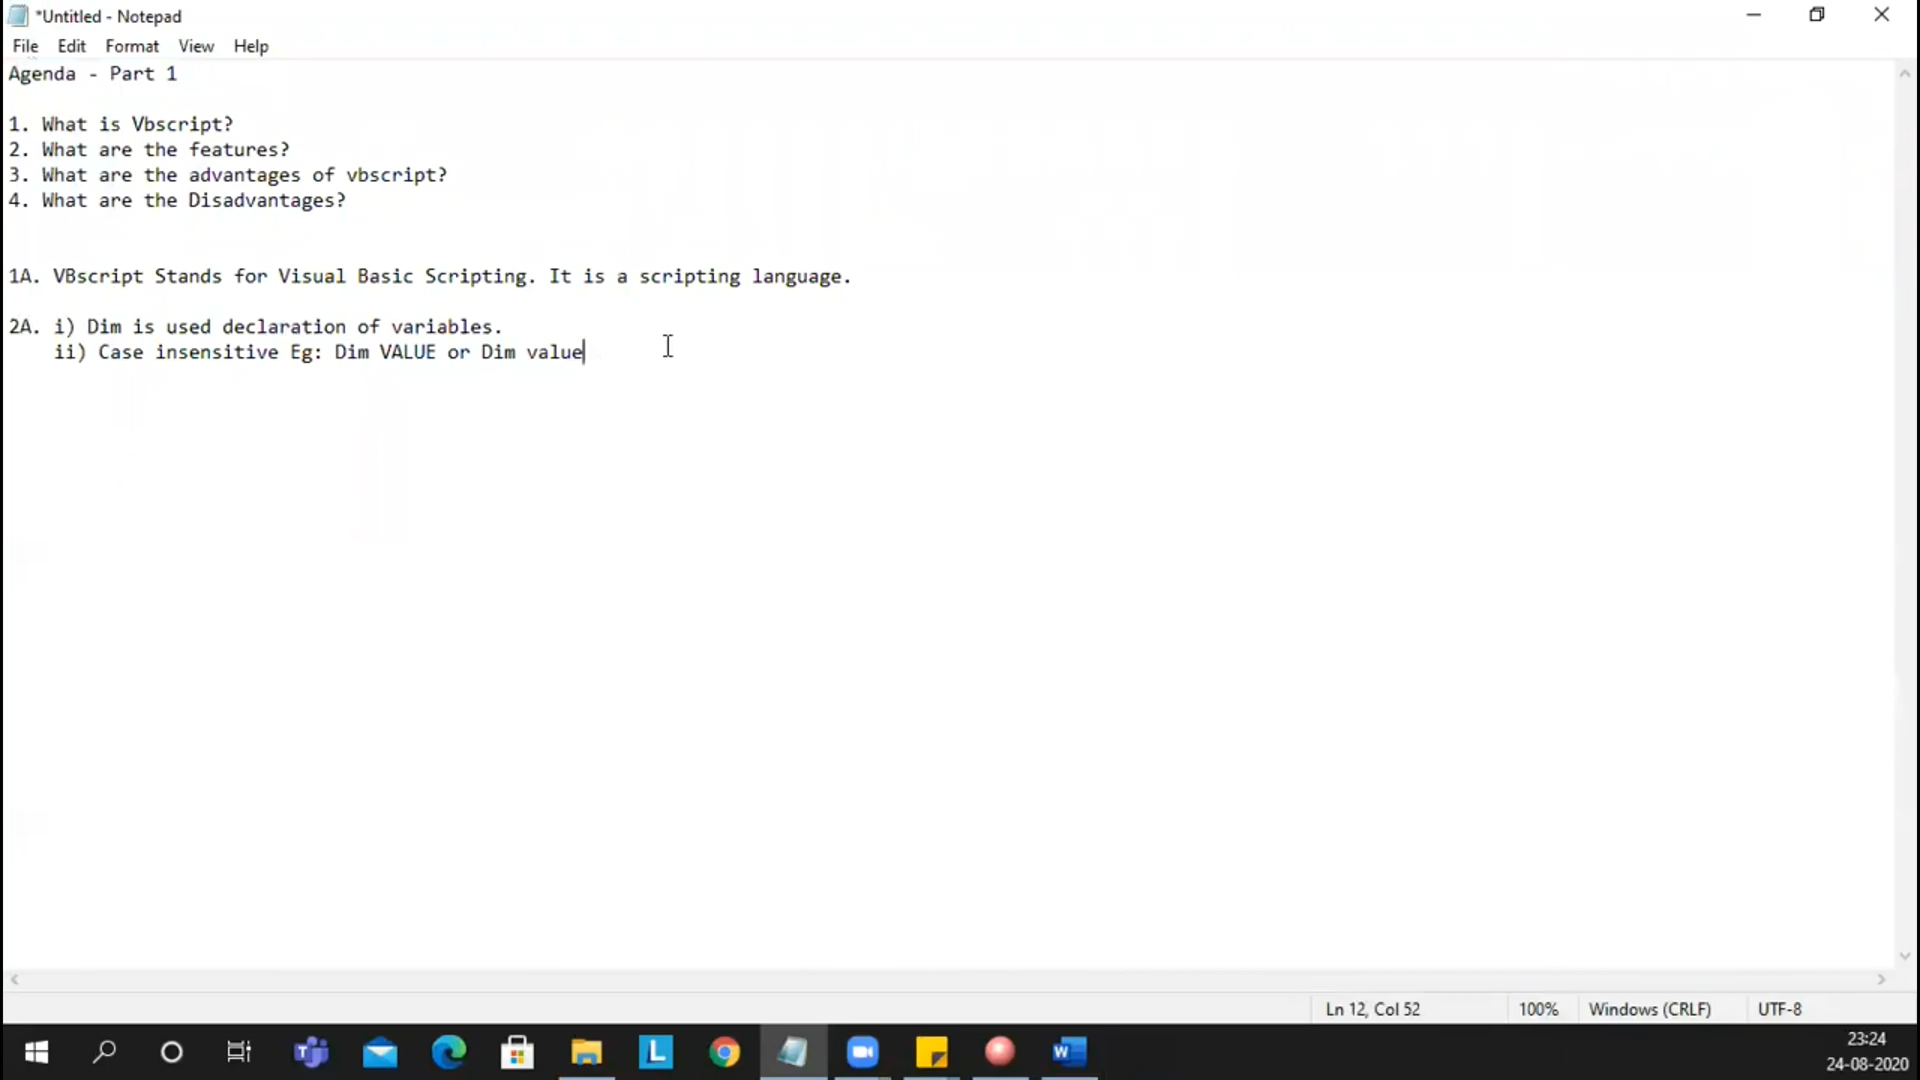 *Untitled - Notepad
File Edit Format View Help
Agenda - Part 1
1. What is Vbscript?
2. What are the features?
3. What are the advantages of vbscript?
4. What are the Disadvantages?
1A. VBscript Stands for Visual Basic Scripting. It is a scripting language.
2A. i) Dim is used declaration of variables.
ii) Case insensitive Eg: Dim VALUE or Dim value
Ln 12, Col 52 100% Windows (CRLF) UTF-8
23:24
24-08-2020